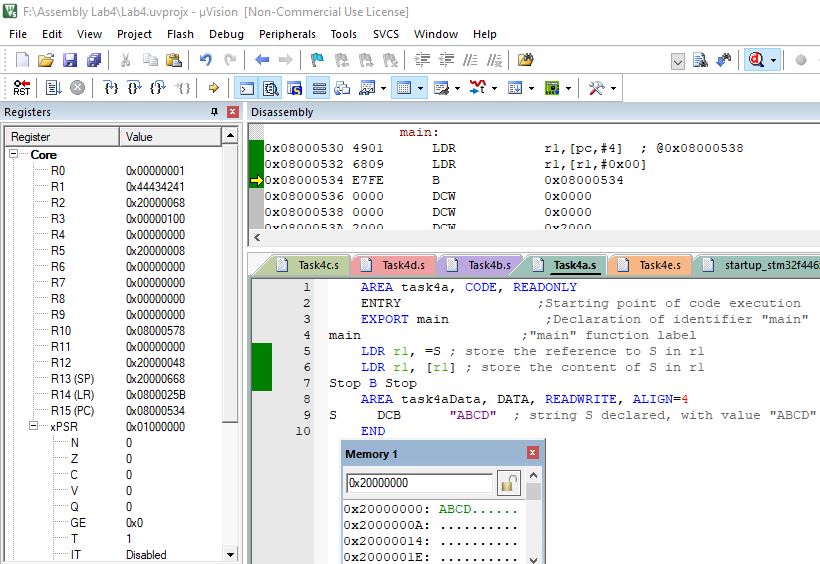 F:\Assembly Lab4\Lab4.uvprojx - µVision [Non-Commercial Use License]
File Edit View Project Flash Debug Peripherals Tools SVCS Window Help
Registers
Register Value
Core
R0 0x00000001
R1 0x44434241
R2 0x20000068
R3 0x00000100
R4 0x00000000
R5 0x20000008
R6 0x00000000
R7 0x00000000
R8 0x00000000
R9 0x00000000
R10 0x08000578
R11 0x00000000
R12 0x20000048
R13 (SP) 0x20000668
R14 (LR) 0x0800025B
R15 (PC) 0x08000534
xPSR 0x01000000
N 0
Z 0
C 0
V 0
Q 0
GE 0x0
T 1
IT Disabled
Disassembly
main:
0x08000530 4901 LDR r1,[pc,#4] ; @0x08000538
0x08000532 6809 LDR r1,[r1,#0x00]
0x08000534 E7FE B 0x08000534
0x08000536 0000 DCW 0x0000
0x08000538 0000 DCW 0x0000
0x0800053A 2000 DCW 0x2000
Task4c.s Task4d.s Task4b.s Task4a.s Task4e.s startup_stm32f446
1 AREA task4a, CODE, READONLY
2 ENTRY ;Starting point of code execution
3 EXPORT main ;Declaration of identifier "main"
4 main ;"main" function label
5 LDR r1, =S ; store the reference to S in r1
6 LDR r1, [r1] ; store the content of S in r1
7 Stop B Stop
8 AREA task4aData, DATA, READWRITE, ALIGN=4
9 S DCB "ABCD" ; string S declared, with value "ABCD"
10 END
Memory 1
0x20000000
0x20000000: ABCD......
0x2000000A: ..........
0x20000014: ..........
0x2000001E: ..........